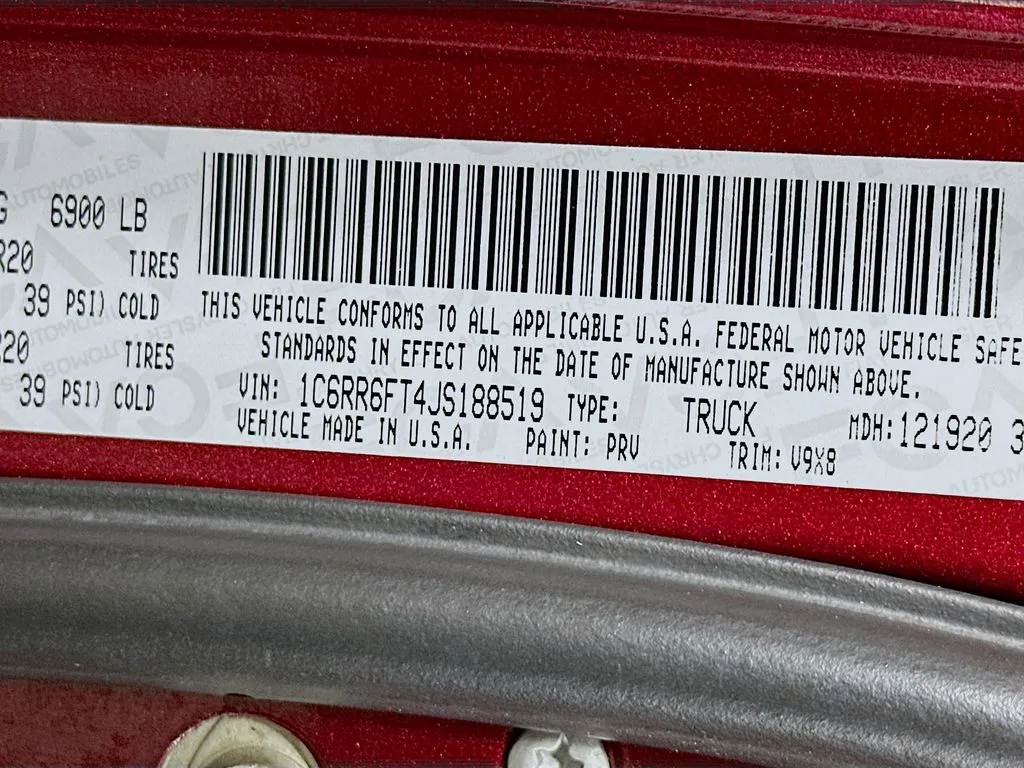 G 6900 LB
R20 TIRES
39 PSI) COLD
R20 TIRES
39 PSI) COLD
THIS VEHICLE CONFORMS TO ALL APPLICABLE U.S.A. FEDERAL MOTOR VEHICLE SAFE
STANDARDS IN EFFECT ON THE DATE OF MANUFACTURE SHOWN ABOVE.
VIN: 1C6RR6FT4JS188519 TYPE: TRUCK MDH:121920 3
VEHICLE MADE IN U.S.A. PAINT: PRV TRIM: V9X8